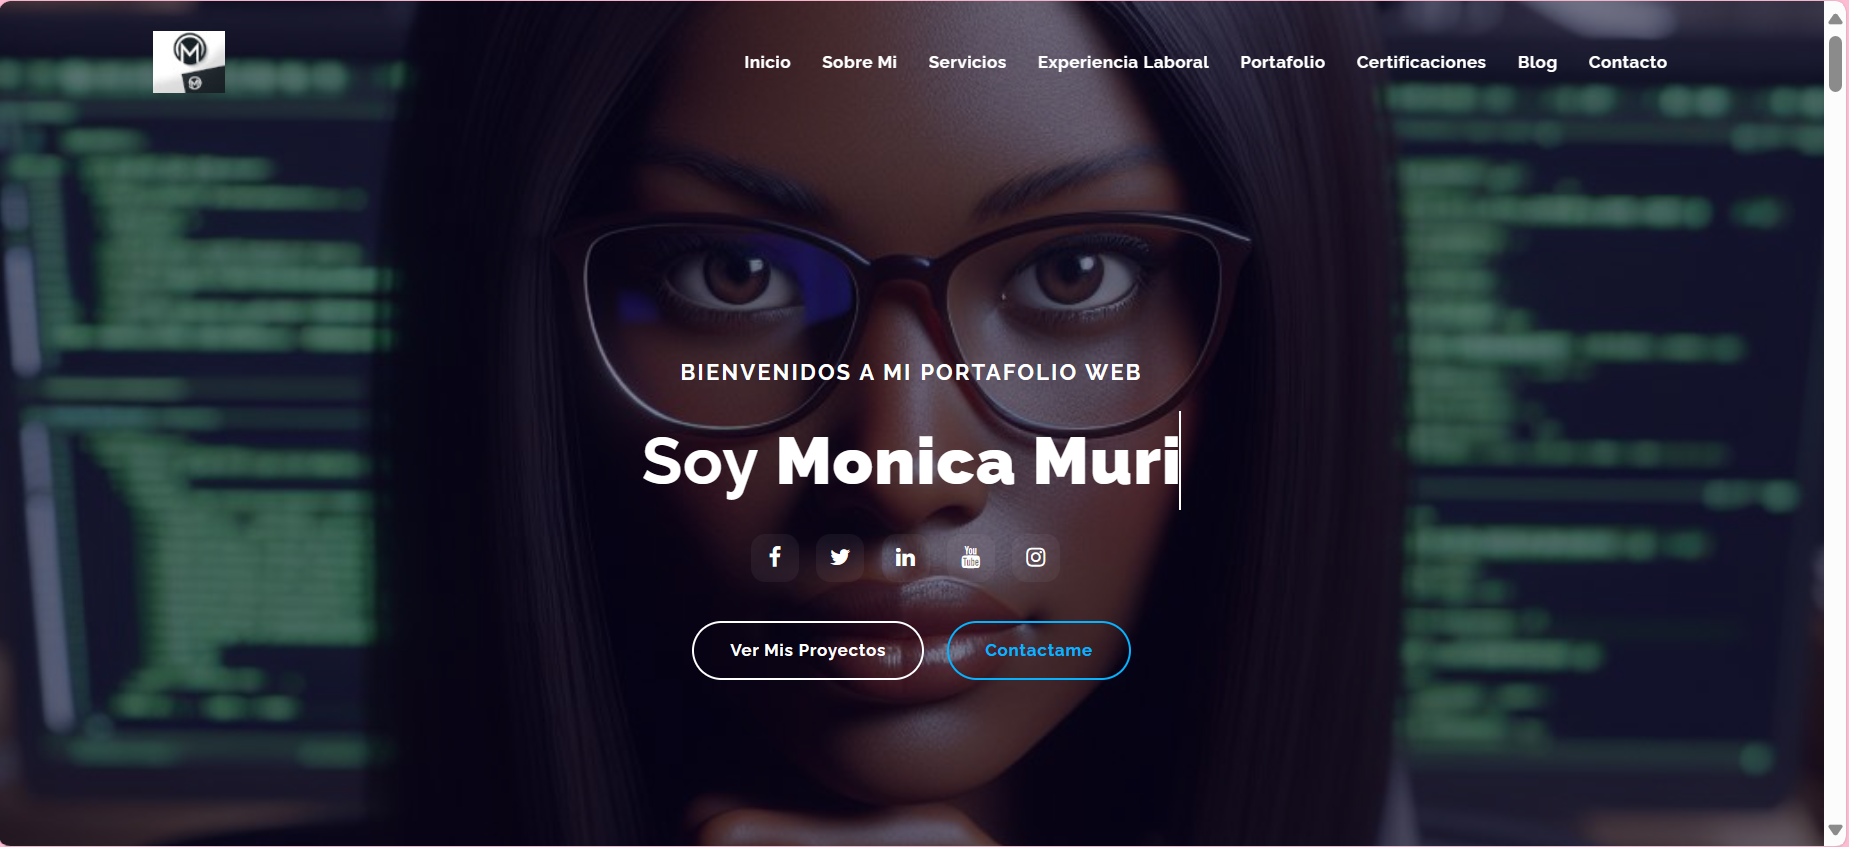 M
M
Inicio Sobre Mi Servicios Experiencia Laboral Portafolio Certificaciones Blog Contacto
BIENVENIDOS A MI PORTAFOLIO WEB
Soy Monica Muri
You Tube
Ver Mis Proyectos Contactame